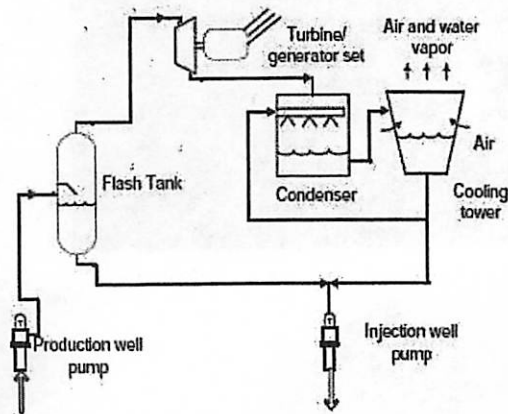 Turbine/
generator set
Air and water
vapor
Flash Tank
Air
Condenser
Cooling
tower
Production well
pump
Injection well
pump